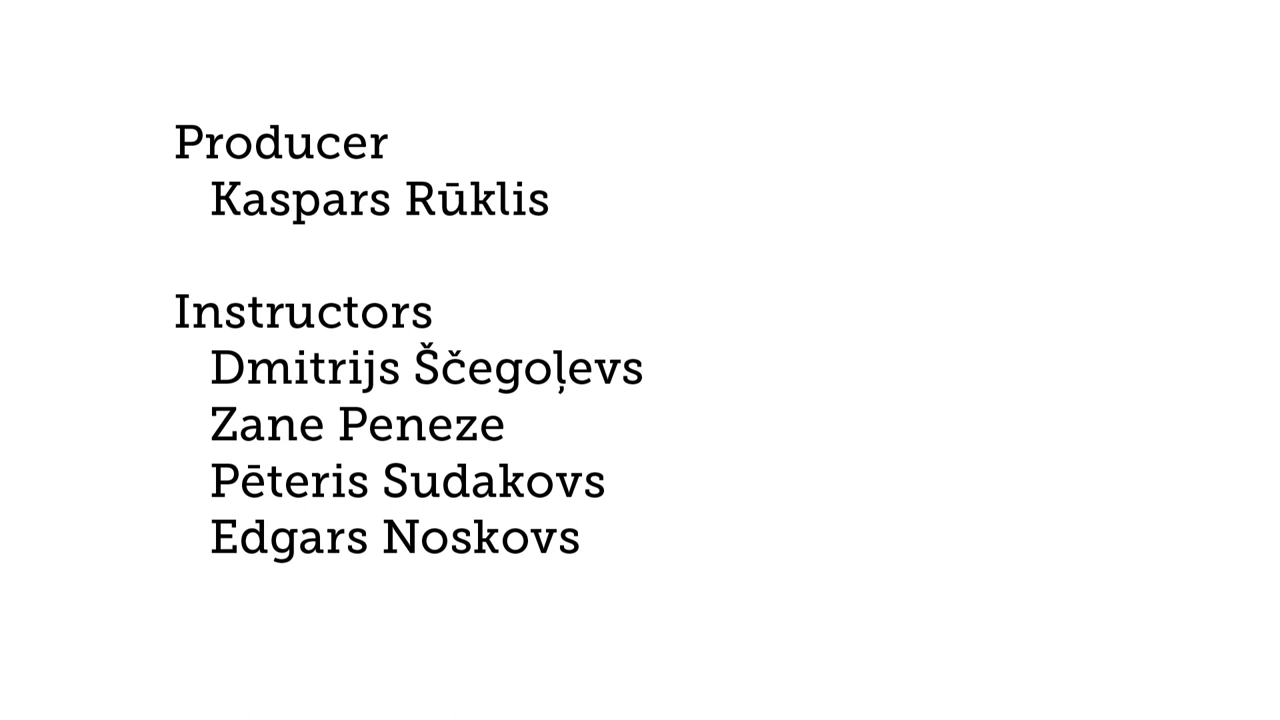 Producer
Kaspars Rūklis
Instructors
Dmitrijs Ščegoļevs
Zane Peneze
Pēteris Sudakovs
Edgars Noskovs